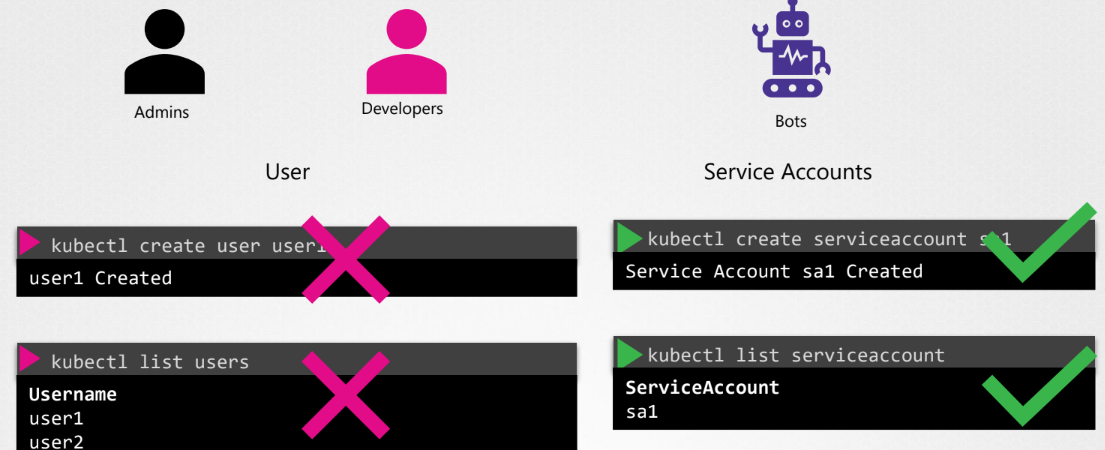 Admins
Developers
Bots
User
Service Accounts
kubectl create user user1
user1 Created
kubectl create serviceaccount sa1
Service Account sa1 Created
kubectl list users
Username
user1
user2
kubectl list serviceaccount
ServiceAccount
sa1